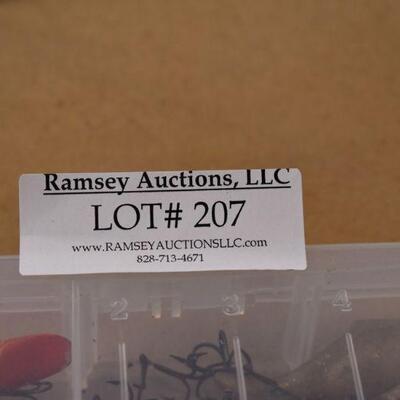 Ramsey Auctions, LLC
LOT# 207
www.RAMSEYAUCTIONSLLC.com
828-713-4671
2 3 4